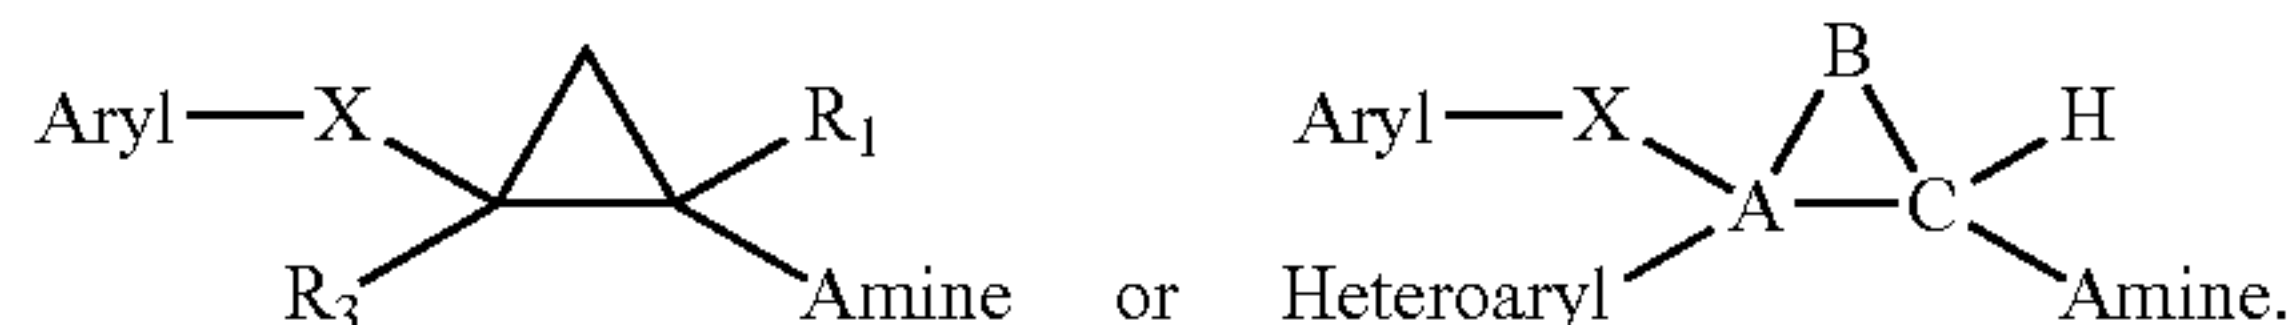 B
Aryl X R1 Aryl X H
A C
R3 Amine or Heteroaryl Amine.